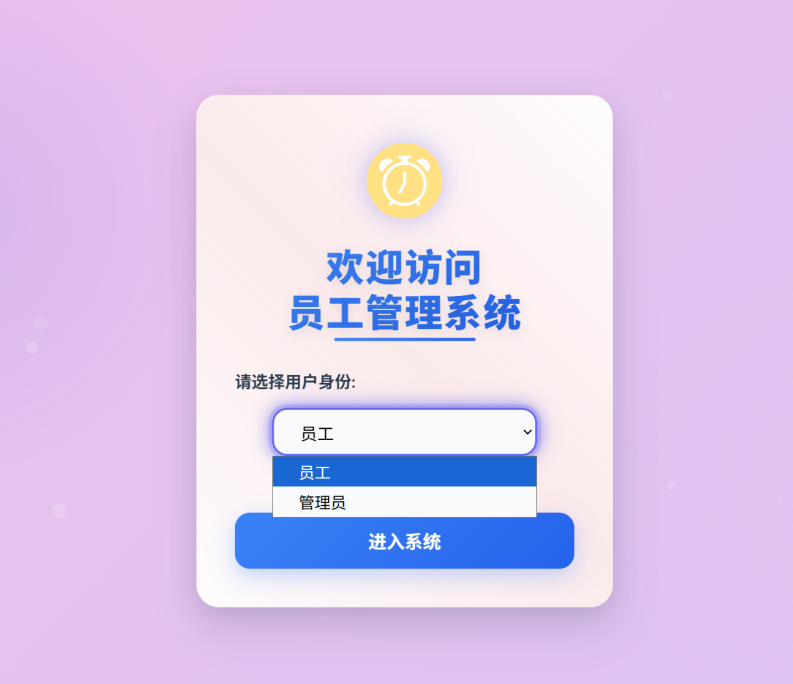 欢迎访问
员工管理系统
请选择用户身份:
员工
员工
管理员
进入系统